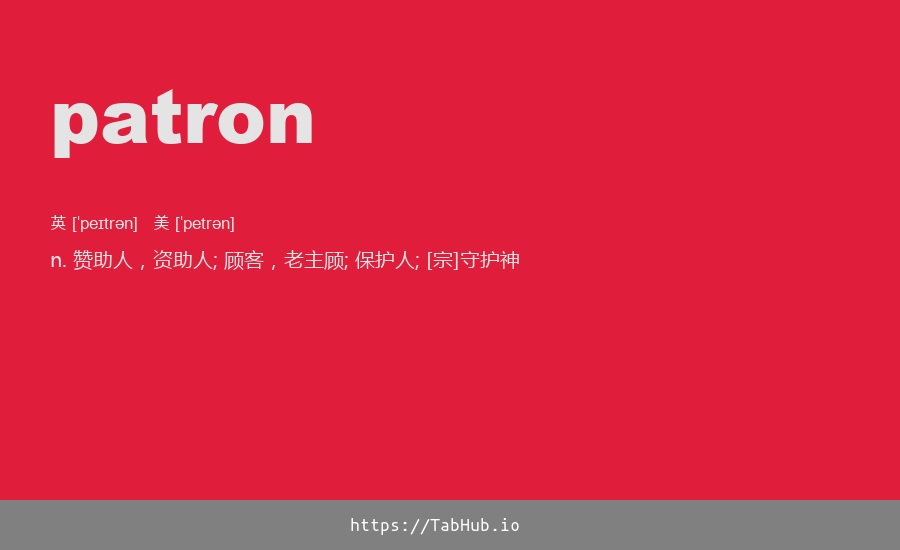 patron
英 [ˈpeɪtrən] 美 [ˈpetrən]
n. 赞助人，资助人; 顾客，老主顾; 保护人; [宗]守护神
https://TabHub.io